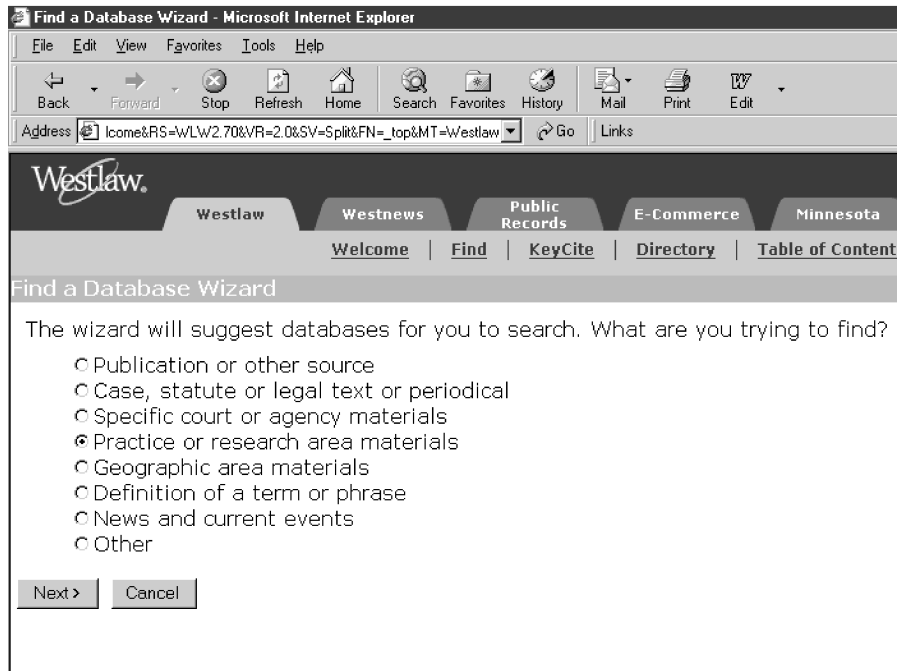 Find a Database Wizard - Microsoft Internet Explorer
File Edit View Favorites Tools Help
Back Forward Stop Refresh Home Search Favorites History Mail Print Edit
Address lcome&RS=WLW2.70&VR=2.0&SV=Split&FN=_top&MT=Westlaw Go Links
Westlaw.
Westlaw Westnews Public Records E-Commerce Minnesota
Welcome | Find | KeyCite | Directory | Table of Content
Find a Database Wizard
The wizard will suggest databases for you to search. What are you trying to find?
Publication or other source
Case, statute or legal text or periodical
Specific court or agency materials
Practice or research area materials
Geographic area materials
Definition of a term or phrase
News and current events
Other
Next> Cancel